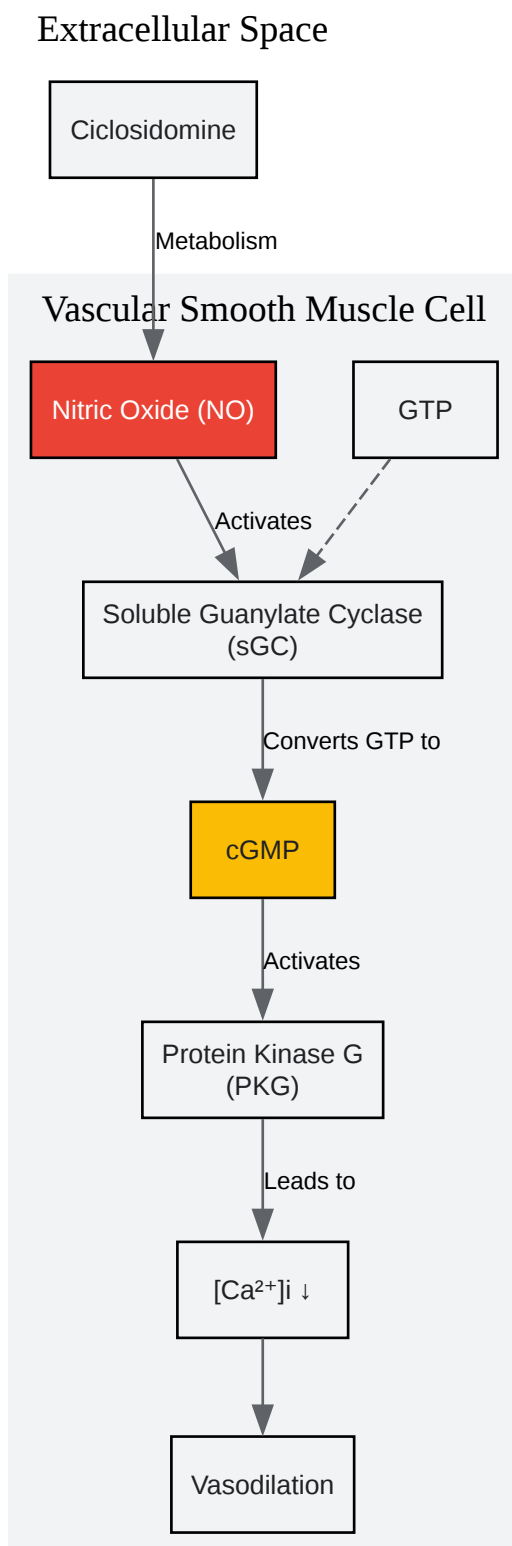 Extracellular Space
Ciclosidomine
Metabolism
Vascular Smooth Muscle Cell
Nitric Oxide (NO)
GTP
Activates
Soluble Guanylate Cyclase
(sGC)
Converts GTP to
cGMP
Activates
Protein Kinase G
(PKG)
Leads to
[Ca²⁺]i ↓
Vasodilation